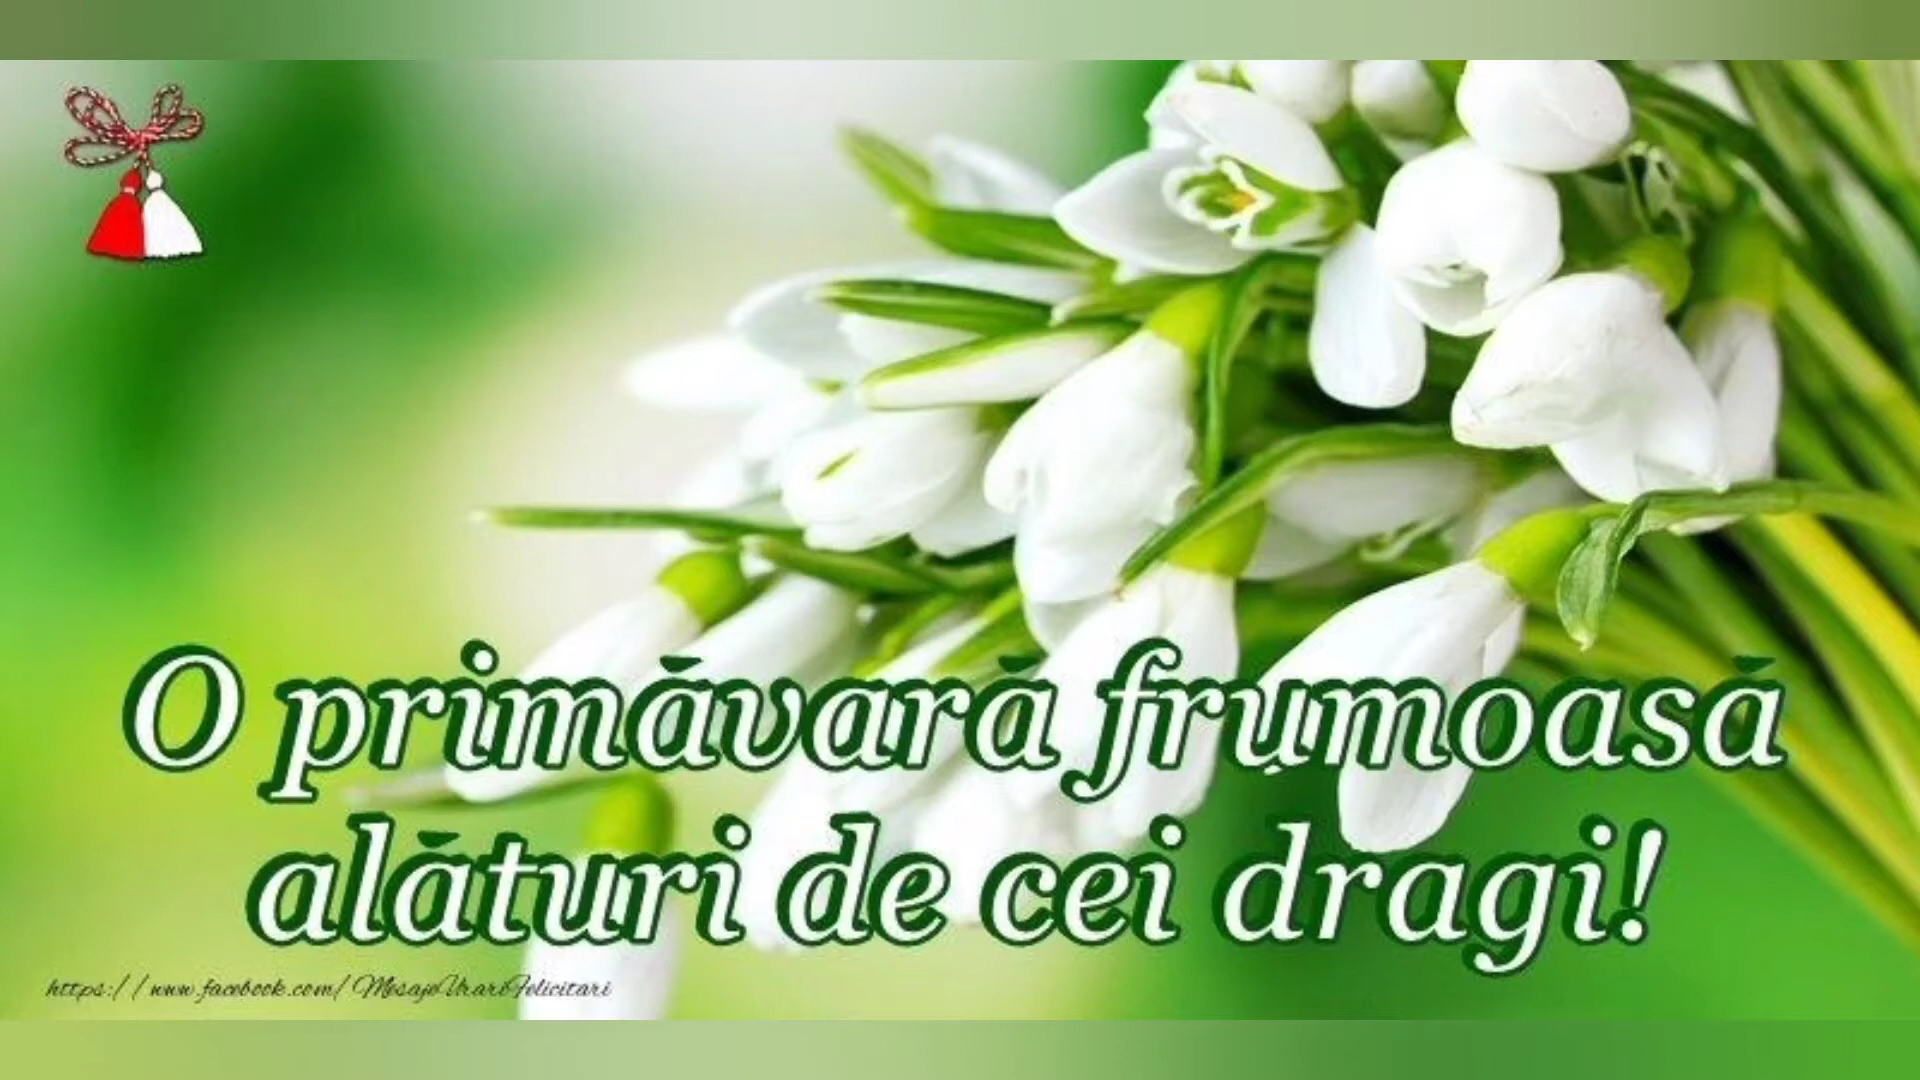 O primăvară frumoasă
alături de cei dragi!
https://www.facebook.com/MesajeUrariFelicitari